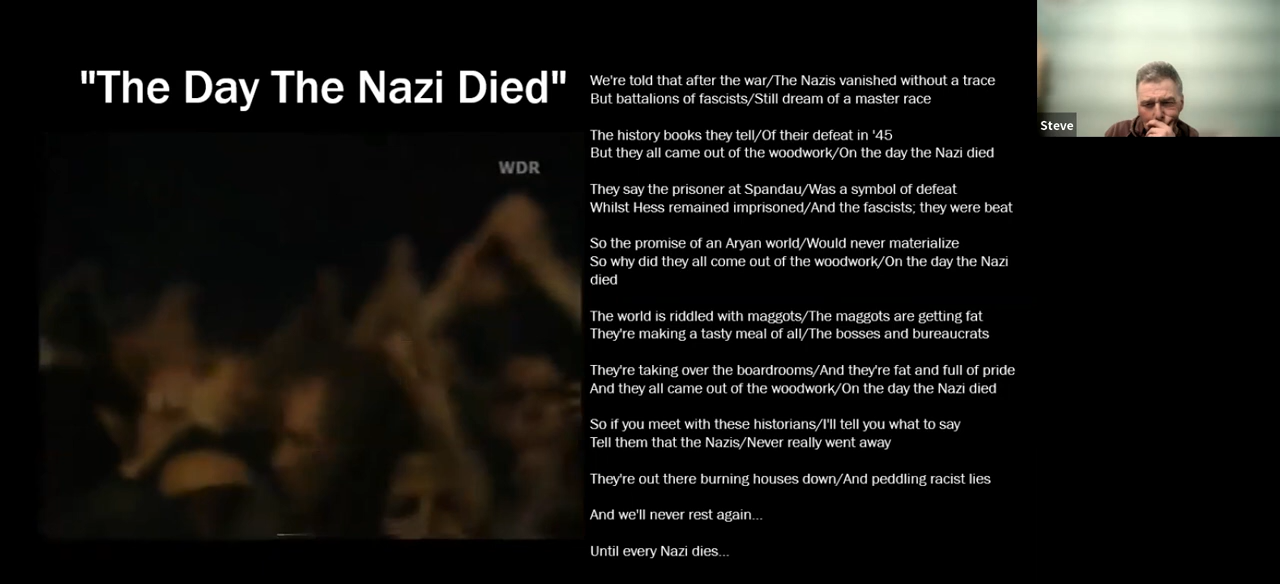 "The Day The Nazi Died"
WDR
We're told that after the war/The Nazis vanished without a trace
But battalions of fascists/Still dream of a master race
The history books they tell/Of their defeat in '45
But they all came out of the woodwork/On the day the Nazi died
They say the prisoner at Spandau/Was a symbol of defeat
Whilst Hess remained imprisoned/And the fascists; they were beat
So the promise of an Aryan world/Would never materialize
So why did they all come out of the woodwork/On the day the Nazi
died
The world is riddled with maggots/The maggots are getting fat
They're making a tasty meal of all/The bosses and bureaucrats
They're taking over the boardrooms/And they're fat and full of pride
And they all came out of the woodwork/On the day the Nazi died
So if you meet with these historians/I'll tell you what to say
Tell them that the Nazis/Never really went away
They're out there burning houses down/And peddling racist lies
And we'll never rest again...
Until every Nazi dies...
Steve